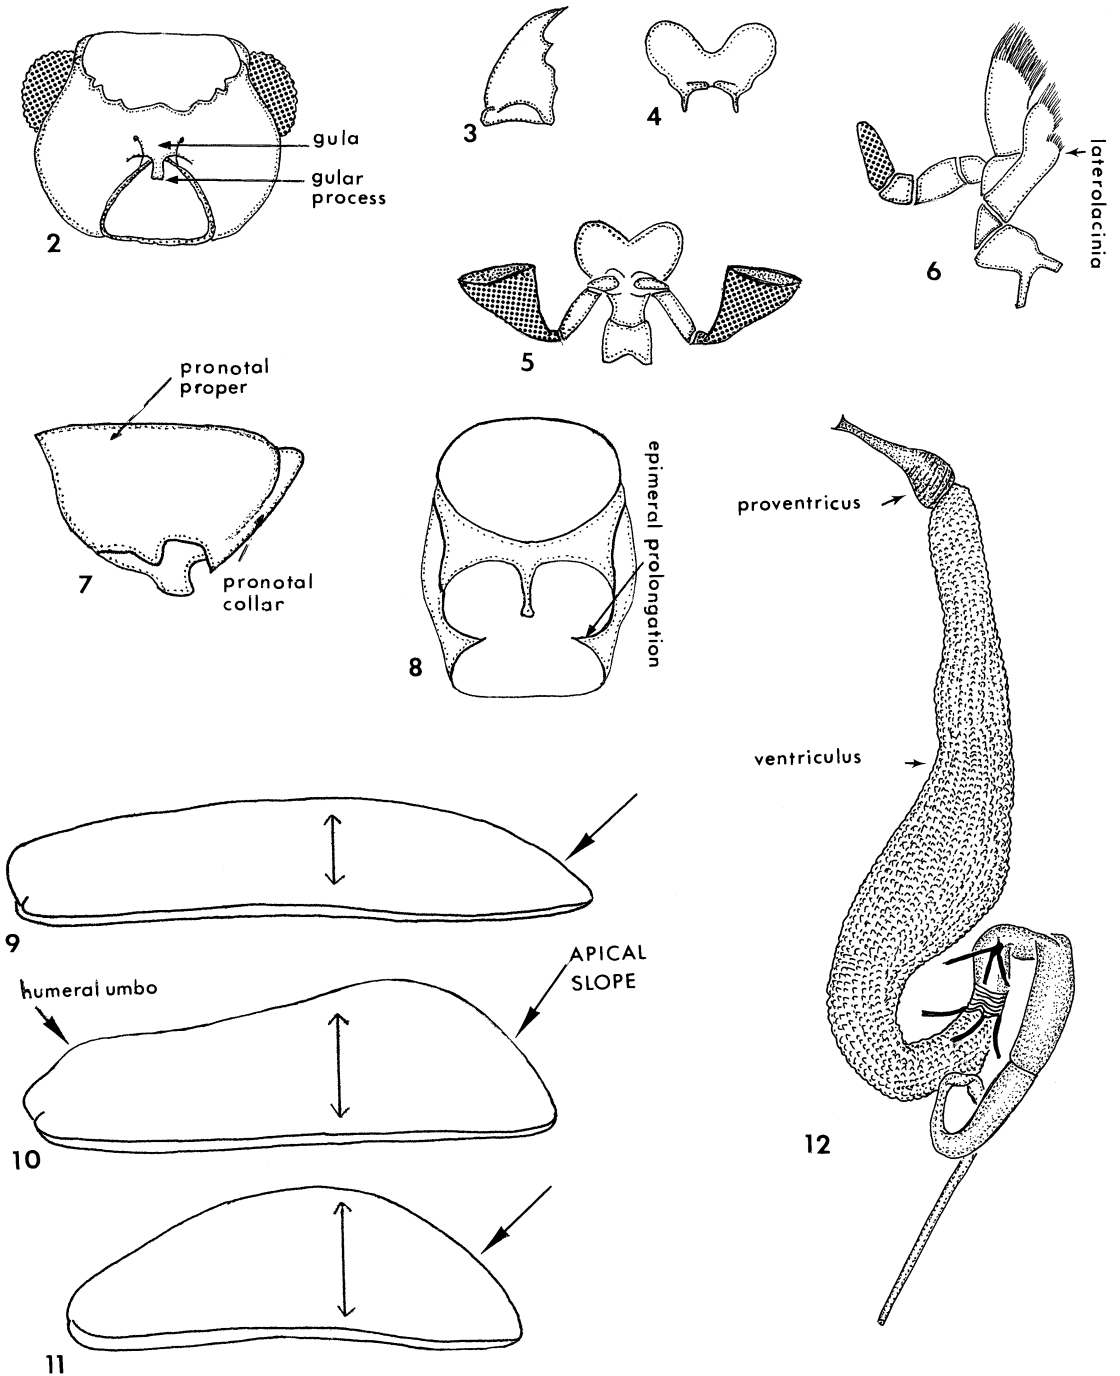 gula
gular
process
2
3
4
laterolacinia
6
5
pronotal
proper
7
pronotal
collar
epimeral prolongation
8
proventricus
ventriculus
9
APICAL
SLOPE
humeral umbo
10
12
11